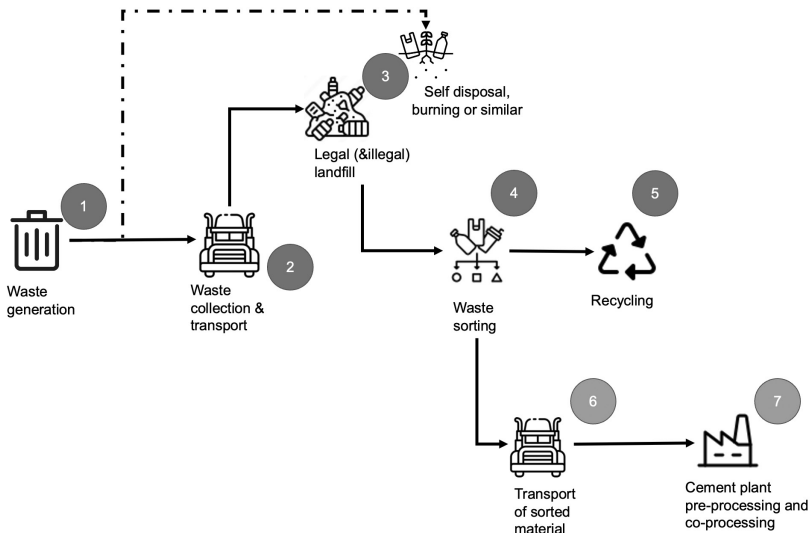 1
Waste
generation
2
Waste
collection &
transport
3
Legal (&illegal)
landfill
Self disposal,
burning or similar
4
Waste
sorting
5
Recycling
6
Transport
of sorted
material
7
Cement plant
pre-processing and
co-processing